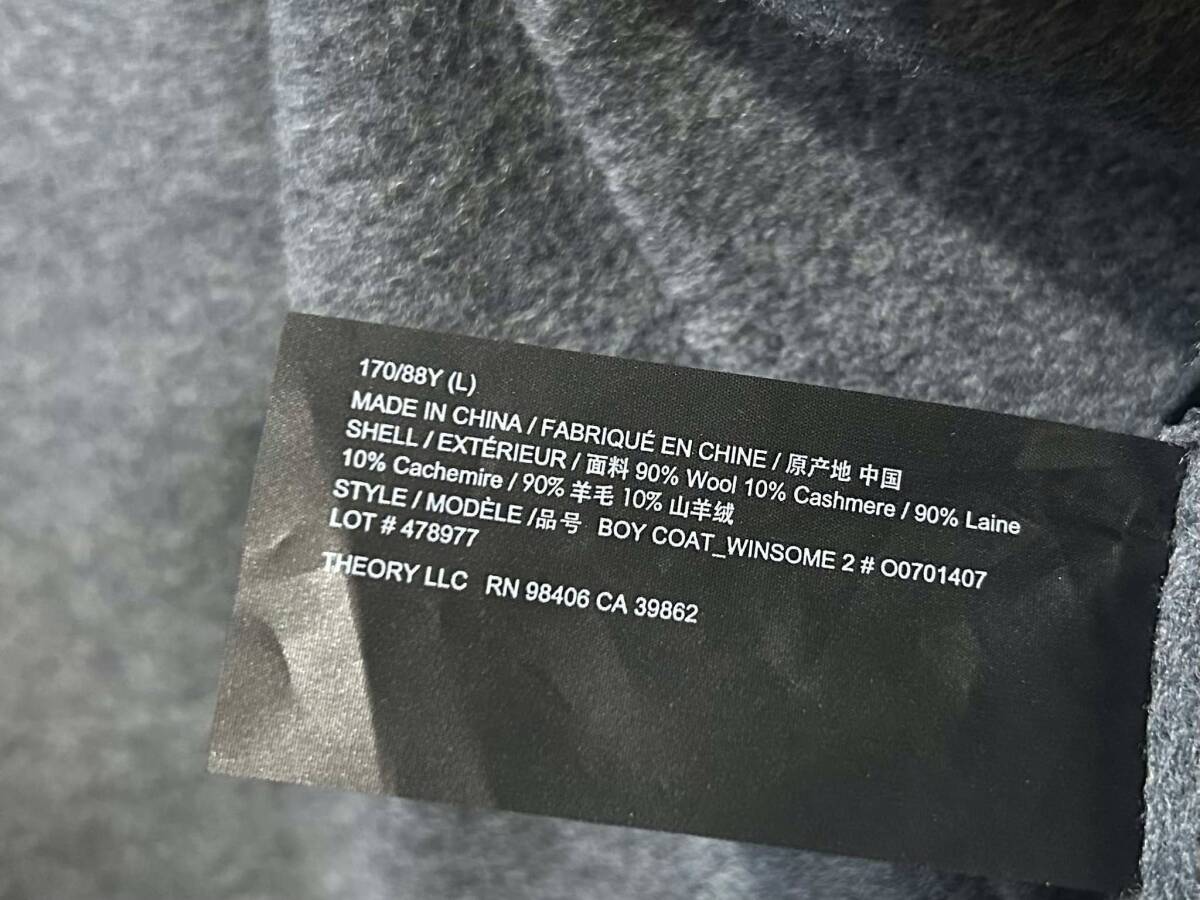 170/88Y (L)
MADE IN CHINA / FABRIQUÉ EN CHINE / 原产地 中国
SHELL / EXTÉRIEUR / 面料 90% Wool 10% Cashmere / 90% Laine
10% Cachemire / 90% 羊毛 10% 山羊绒
STYLE / MODÈLE /品号 BOY COAT_WINSOME 2 # O0701407
LOT # 478977
THEORY LLC RN 98406 CA 39862